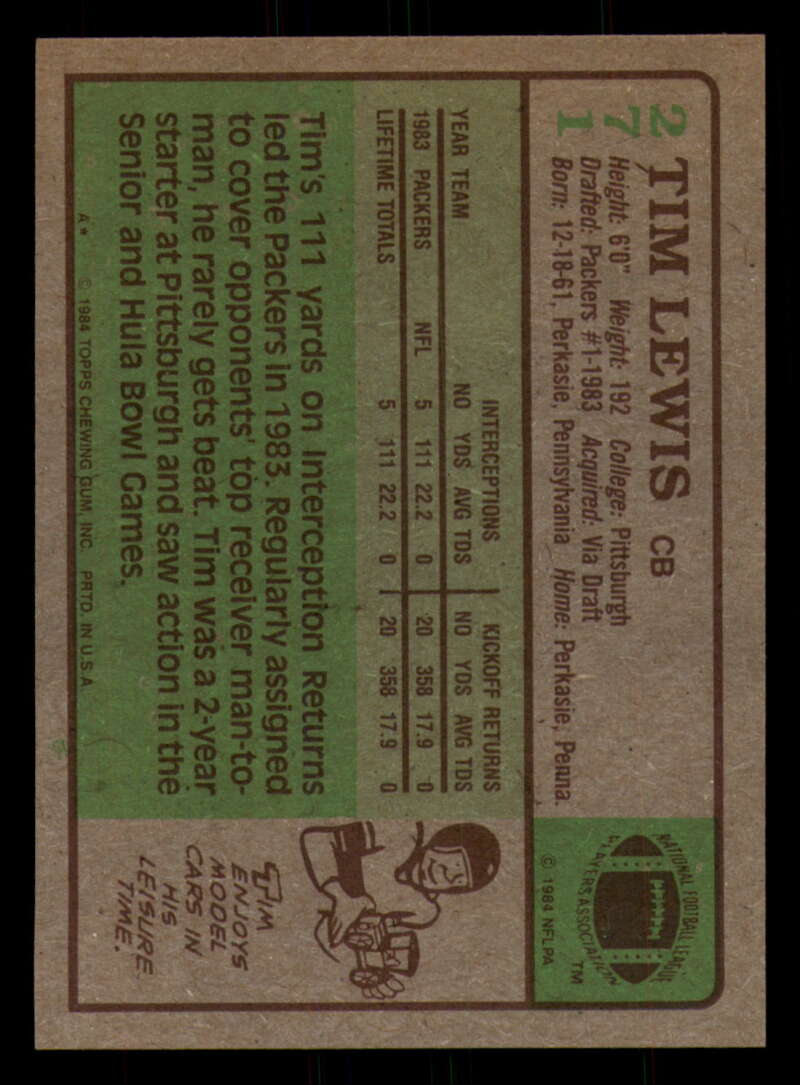 271
TIM LEWIS CB
Height: 6'0" Weight: 192 College: Pittsburgh
Drafted: Packers #1-1983 Acquired: Via Draft
Born: 12-18-61, Perkasie, Pennsylvania Home: Perkasie, Penna.
NATIONAL FOOTBALL LEAGUE
PLAYERS ASSOCIATION
TM
© 1984 NFLPA
INTERCEPTIONS KICKOFF RETURNS
YEAR TEAM NO YDS AVG TDS NO YDS AVG TDS
1983 PACKERS NFL 5 111 22.2 0 20 358 17.9 0
LIFETIME TOTALS 5 111 22.2 0 20 358 17.9 0
Tim's 111 yards on Interception Returns
led the Packers in 1983. Regularly assigned
to cover opponents' top receiver man-to-
man, he rarely gets beat. Tim was a 2-year
starter at Pittsburgh and saw action in the
Senior and Hula Bowl Games.
TIM
ENJOYS
MODEL
CARS IN
HIS
LEISURE
TIME.
A* © 1984 TOPPS CHEWING GUM, INC. PRTD. IN U.S.A.